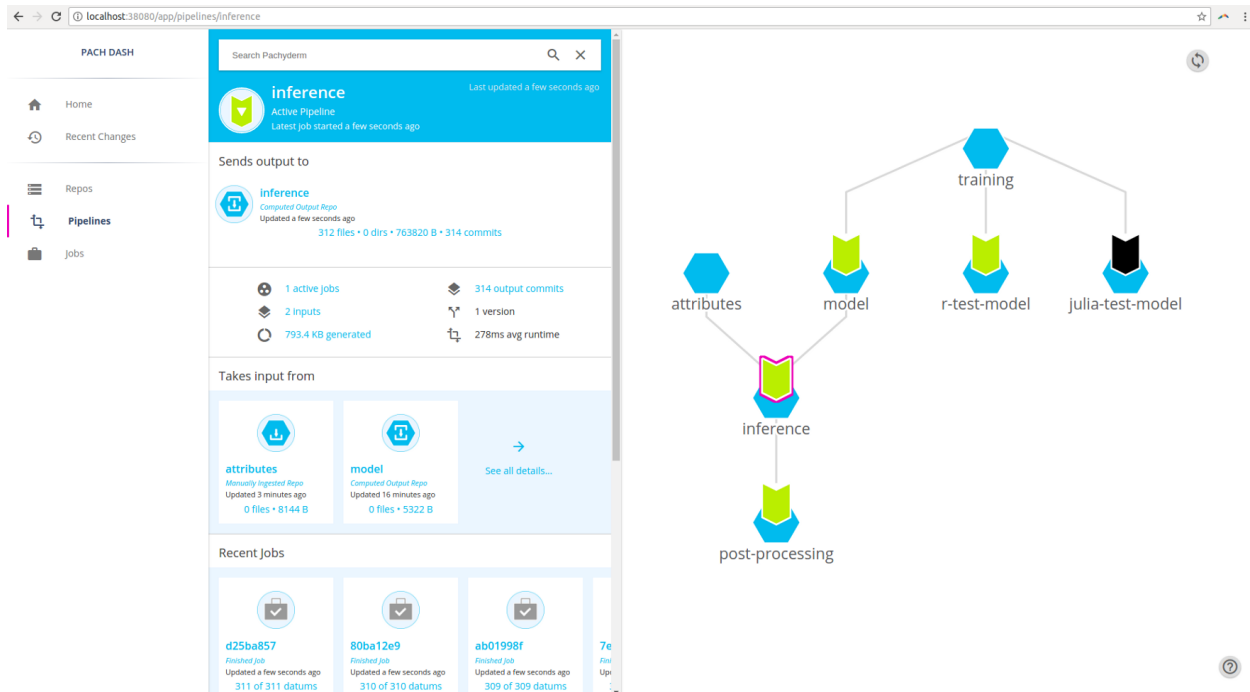 localhost:38080/app/pipelines/inference
PACH DASH
Home
Recent Changes
Repos
Pipelines
Jobs
Search Pachyderm
inference
Last updated a few seconds ago
Active Pipeline
Latest job started a few seconds ago
Sends output to
inference
Computed Output Repo
Updated a few seconds ago
312 files • 0 dirs • 763820 B • 314 commits
1 active jobs
314 output commits
2 inputs
1 version
793.4 KB generated
278ms avg runtime
Takes input from
attributes
Manually Ingested Repo
Updated 3 minutes ago
0 files • 8144 B
model
Computed Output Repo
Updated 16 minutes ago
0 files • 5322 B
See all details...
Recent Jobs
d25ba857
Finished Job
Updated a few seconds ago
311 of 311 datums
80ba12e9
Finished Job
Updated a few seconds ago
310 of 310 datums
ab01998f
Finished Job
Updated a few seconds ago
309 of 309 datums
7e
training
attributes
model
r-test-model
julia-test-model
inference
post-processing